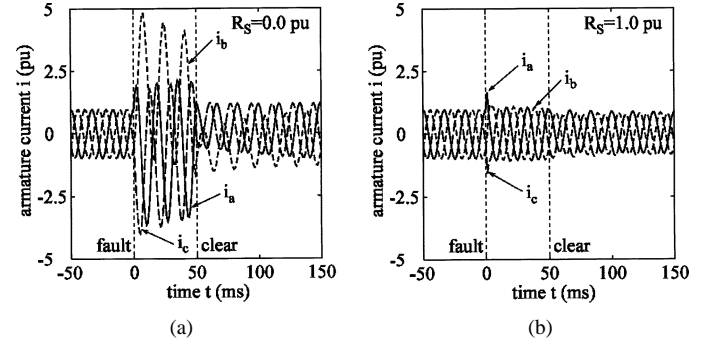 armature current i (pu)
5
2.5
0
-2.5
-5
R_S=0.0 pu
i_b
i_a
i_c
fault
clear
-50 0 50 100 150
time t (ms)
(a)
armature current i (pu)
5
2.5
0
-2.5
-5
R_S=1.0 pu
i_a
i_b
i_c
fault
clear
-50 0 50 100 150
time t (ms)
(b)